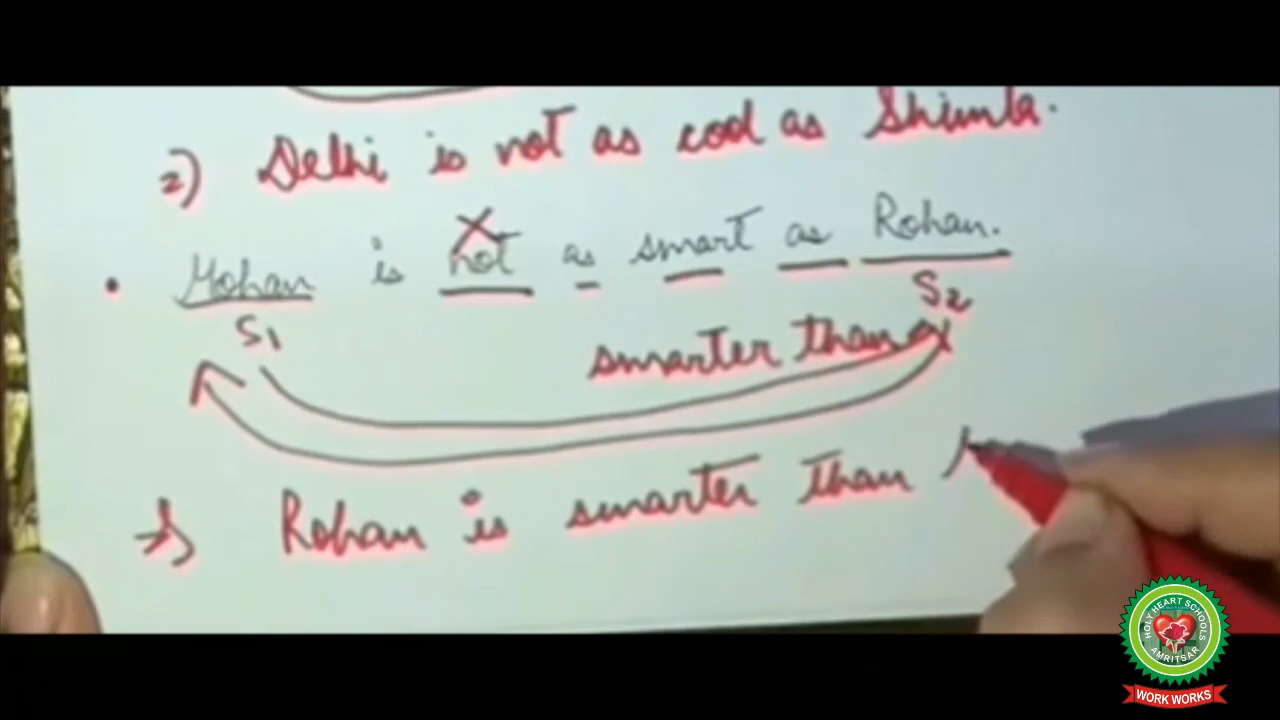 2) Delhi is not as cool as Shimla.
• Mohan is not as smart as Rohan.
S1 S2
smarter than
Rohan is smarter than
HOLY HEART SCHOOLS
AMRITSAR
WORK WORKS